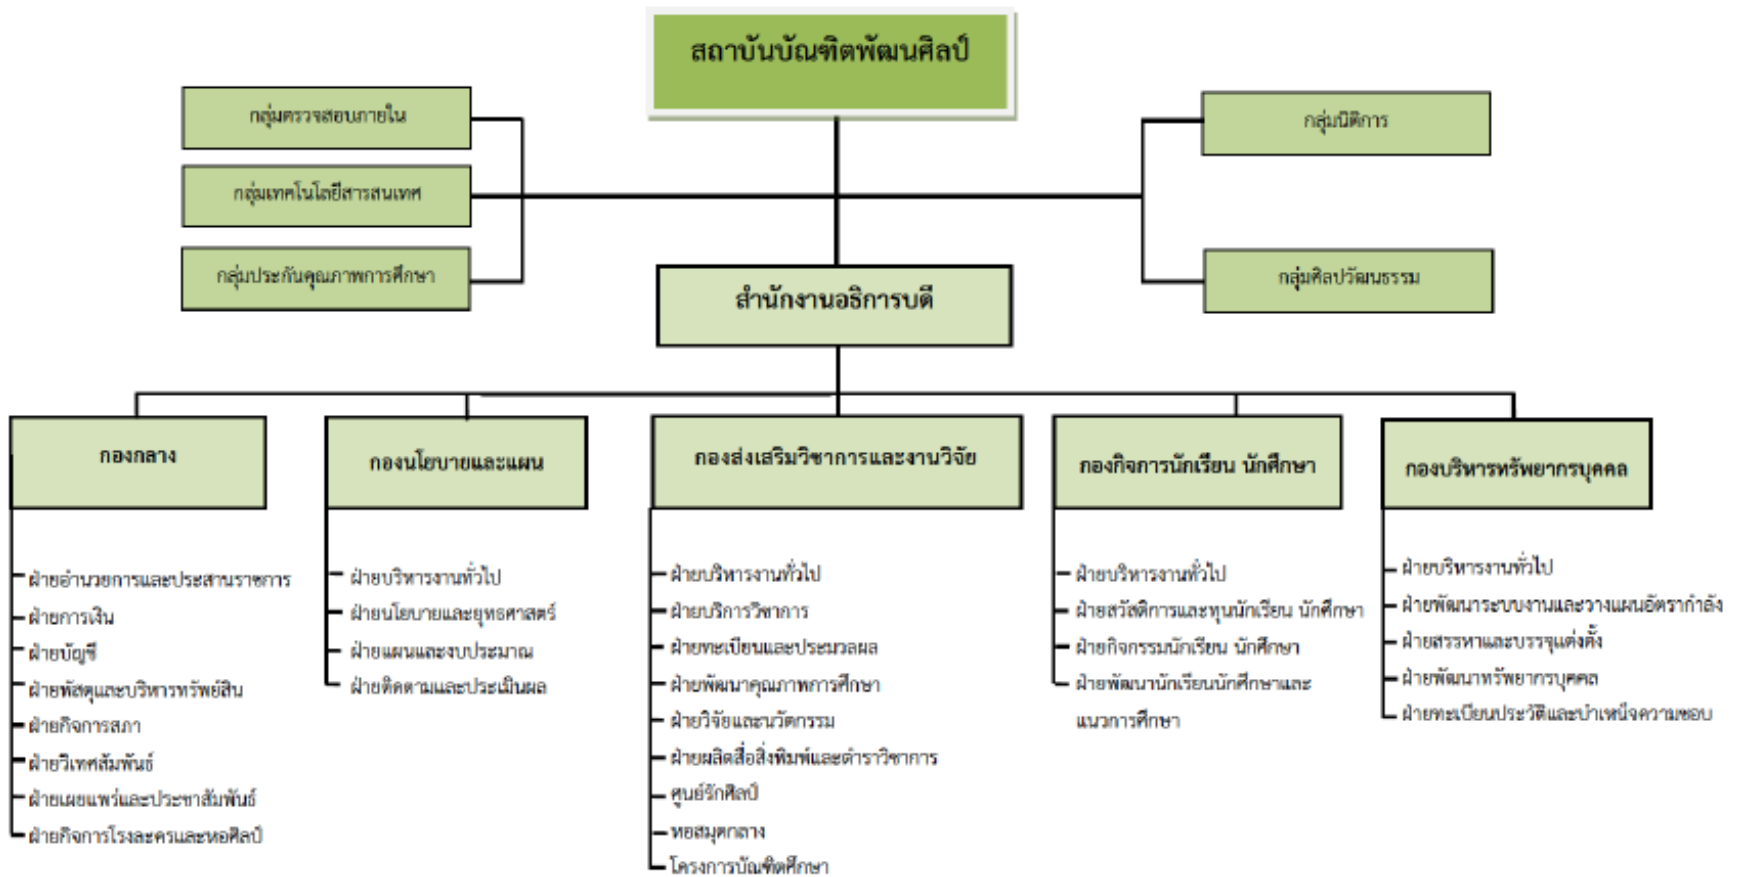 สถาบันบัณฑิตพัฒนศิลป์
กลุ่มตรวจสอบภายใน
กลุ่มนิติการ
กลุ่มเทคโนโลยีสารสนเทศ
กลุ่มประกันคุณภาพการศึกษา
กลุ่มศิลปวัฒนธรรม
สำนักงานอธิการบดี
กองกลาง
ฝ่ายอำนวยการและประสานราชการ
ฝ่ายการเงิน
ฝ่ายบัญชี
ฝ่ายพัสดุและบริหารทรัพย์สิน
ฝ่ายกิจการสภา
ฝ่ายวิเทศสัมพันธ์
ฝ่ายเผยแพร่และประชาสัมพันธ์
ฝ่ายกิจการโรงละครและหอศิลป์
กองนโยบายและแผน
ฝ่ายบริหารงานทั่วไป
ฝ่ายนโยบายและยุทธศาสตร์
ฝ่ายแผนและงบประมาณ
ฝ่ายติดตามและประเมินผล
กองส่งเสริมวิชาการและงานวิจัย
ฝ่ายบริหารงานทั่วไป
ฝ่ายบริการวิชาการ
ฝ่ายทะเบียนและประมวลผล
ฝ่ายพัฒนาคุณภาพการศึกษา
ฝ่ายวิจัยและนวัตกรรม
ฝ่ายผลิตสื่อสิ่งพิมพ์และตำราวิชาการ
ศูนย์รักศิลป์
หอสมุดกลาง
โครงการบัณฑิตศึกษา
กองกิจการนักเรียน นักศึกษา
ฝ่ายบริหารงานทั่วไป
ฝ่ายสวัสดิการและทุนนักเรียน นักศึกษา
ฝ่ายกิจกรรมนักเรียน นักศึกษา
ฝ่ายพัฒนานักเรียนนักศึกษาและ
แนวการศึกษา
กองบริหารทรัพยากรบุคคล
ฝ่ายบริหารงานทั่วไป
ฝ่ายพัฒนาระบบงานและวางแผนอัตรากำลัง
ฝ่ายสรรหาและบรรจุแต่งตั้ง
ฝ่ายพัฒนาทรัพยากรบุคคล
ฝ่ายทะเบียนประวัติและบำเหน็จความชอบ